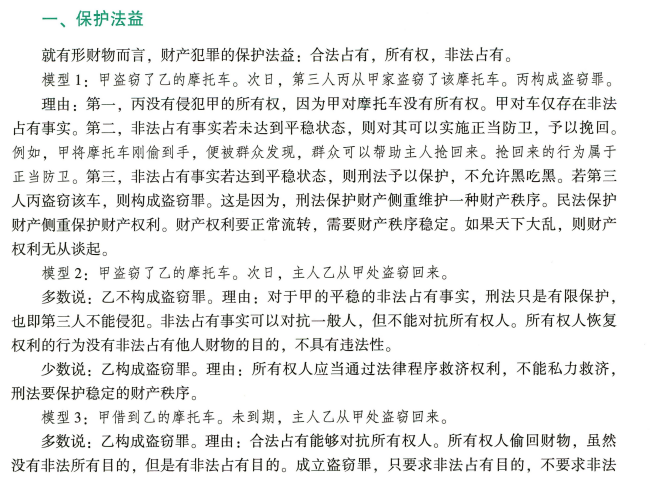 一、保护法益
就有形财物而言，财产犯罪的保护法益：合法占有，所有权，非法占有。
模型1：甲盗窃了乙的摩托车。次日，第三人丙从甲家盗窃了该摩托车。丙构成盗窃罪。
理由：第一，丙没有侵犯甲的所有权，因为甲对摩托车没有所有权。甲对车仅存在非法
占有事实。第二，非法占有事实若未达到平稳状态，则对其可以实施正当防卫，予以挽回。
例如，甲将摩托车刚偷到手，便被群众发现，群众可以帮助主人抢回来。抢回来的行为属于
正当防卫。第三，非法占有事实若达到平稳状态，则刑法予以保护，不允许黑吃黑。若第三
人丙盗窃该车，则构成盗窃罪。这是因为，刑法保护财产侧重维护一种财产秩序。民法保护
财产侧重保护财产权利。财产权利要正常流转，需要财产秩序稳定。如果天下大乱，则财产
权利无从谈起。
模型2：甲盗窃了乙的摩托车。次日，主人乙从甲处盗窃回来。
多数说：乙不构成盗窃罪。理由：对于甲的平稳的非法占有事实，刑法只是有限保护，
也即第三人不能侵犯。非法占有事实可以对抗一般人，但不能对抗所有权人。所有权人恢复
权利的行为没有非法占有他人财物的目的，不具有违法性。
少数说：乙构成盗窃罪。理由：所有权人应当通过法律程序救济权利，不能私力救济，
刑法要保护稳定的财产秩序。
模型3：甲借到乙的摩托车。未到期，主人乙从甲处盗窃回来。
多数说：乙构成盗窃罪。理由：合法占有能够对抗所有权人。所有权人偷回财物，虽然
没有非法所有目的，但是有非法占有目的。成立盗窃罪，只要求非法占有目的，不要求非法